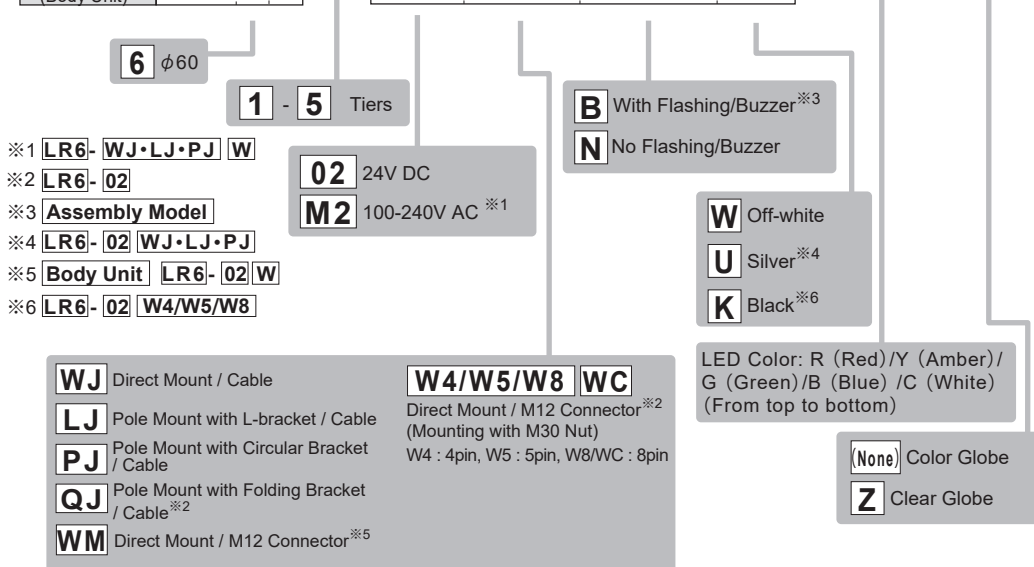 (Body Unit)
6 φ60
1 - 5 Tiers
※1 LR6- WJ・LJ・PJ W
※2 LR6- 02
※3 Assembly Model
※4 LR6- 02 WJ・LJ・PJ
※5 Body Unit LR6- 02 W
※6 LR6- 02 W4/W5/W8
02 24V DC
M2 100-240V AC ※1
B With Flashing/Buzzer※3
N No Flashing/Buzzer
W Off-white
U Silver※4
K Black※6
WJ Direct Mount / Cable
LJ Pole Mount with L-bracket / Cable
PJ Pole Mount with Circular Bracket
/ Cable
QJ Pole Mount with Folding Bracket
/ Cable※2
WM Direct Mount / M12 Connector※5
W4/W5/W8 WC
Direct Mount / M12 Connector※2
(Mounting with M30 Nut)
W4 : 4pin, W5 : 5pin, W8/WC : 8pin
LED Color: R (Red)/Y (Amber)/
G (Green)/B (Blue) /C (White)
(From top to bottom)
(None) Color Globe
Z Clear Globe